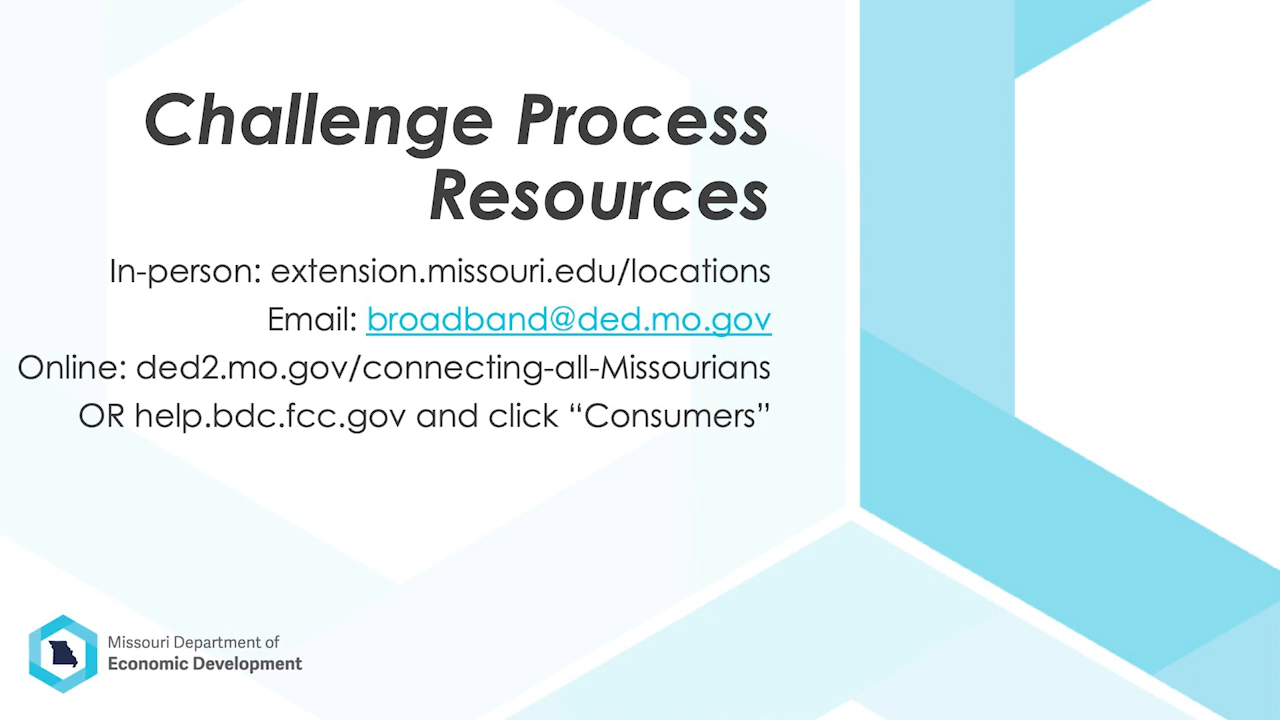 Challenge Process
Resources
In-person: extension.missouri.edu/locations
Email: broadband@ded.mo.gov
Online: ded2.mo.gov/connecting-all-Missourians
OR help.bdc.fcc.gov and click “Consumers”
Missouri Department of
Economic Development